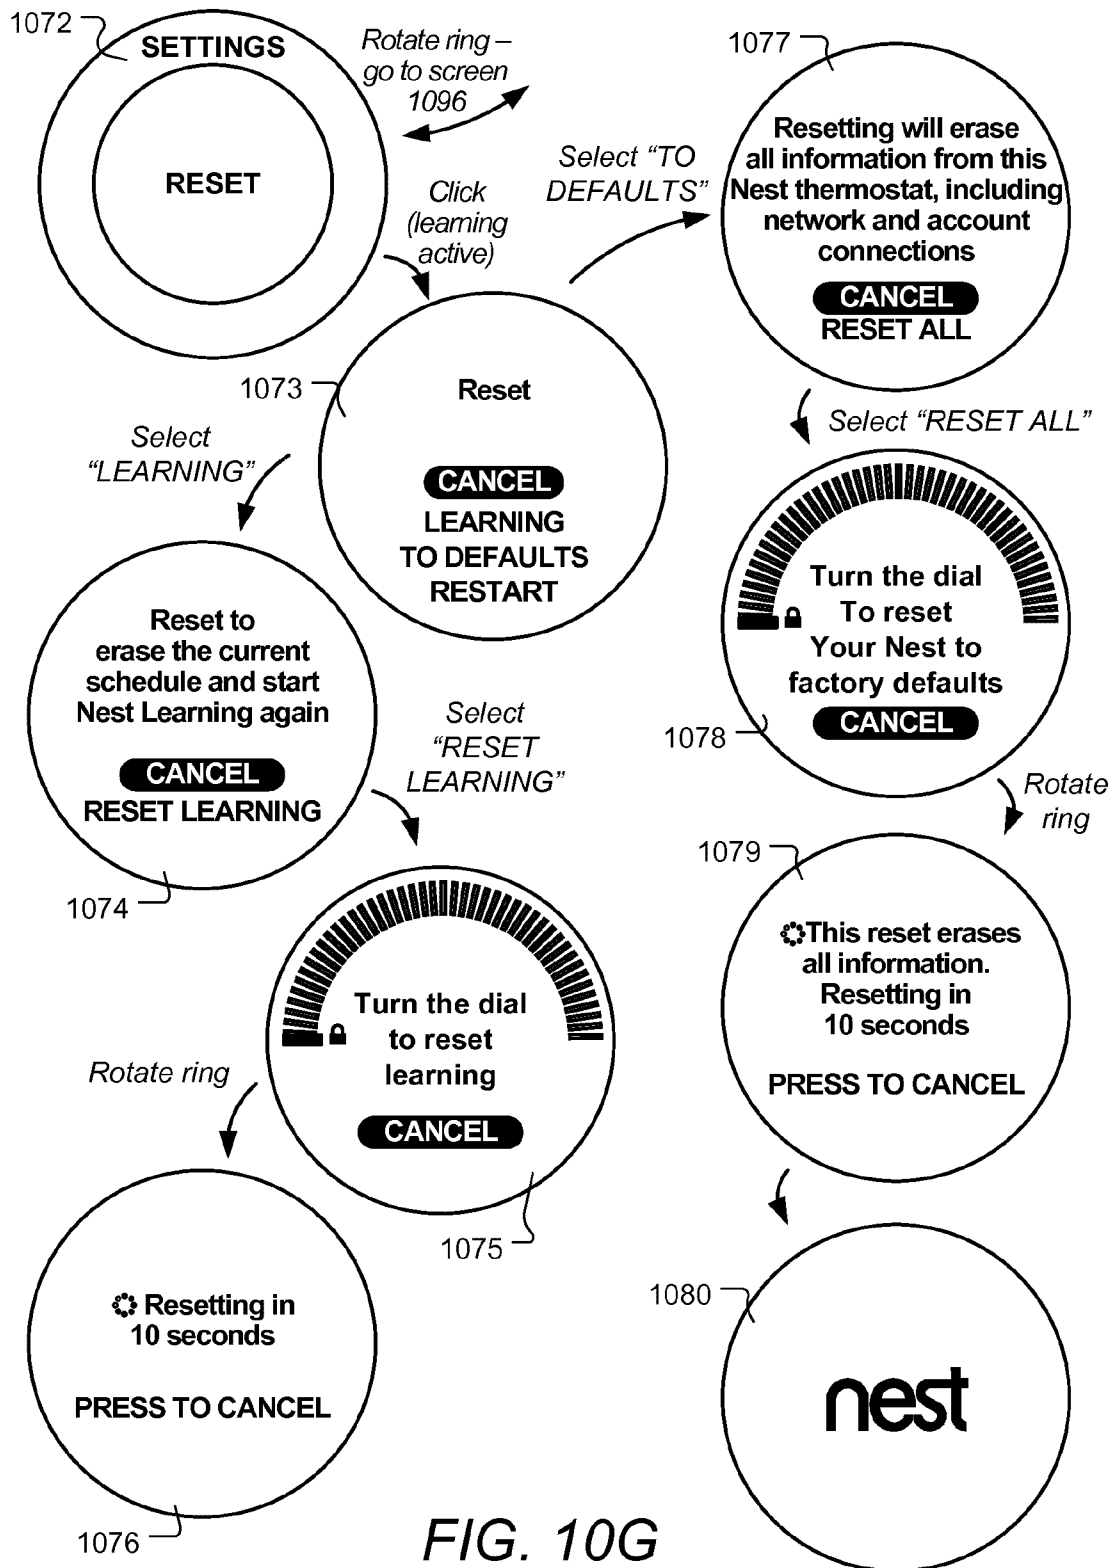 1072
SETTINGS
RESET
Rotate ring –
go to screen
1096
Click
(learning
active)
1073
Reset
CANCEL
LEARNING
TO DEFAULTS
RESTART
Select
"LEARNING"
Reset to
erase the current
schedule and start
Nest Learning again
CANCEL
RESET LEARNING
1074
Select
"RESET
LEARNING"
Turn the dial
to reset
learning
CANCEL
1075
Rotate ring
Resetting in
10 seconds
PRESS TO CANCEL
1076
Select "TO
DEFAULTS"
1077
Resetting will erase
all information from this
Nest thermostat, including
network and account
connections
CANCEL
RESET ALL
Select "RESET ALL"
Turn the dial
To reset
Your Nest to
factory defaults
CANCEL
1078
Rotate
ring
1079
This reset erases
all information.
Resetting in
10 seconds
PRESS TO CANCEL
1080
nest
FIG. 10G